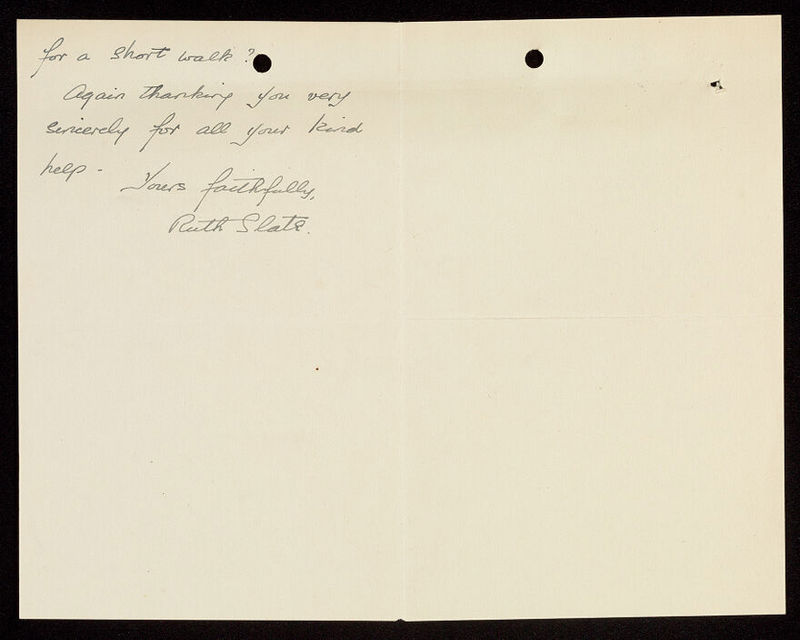 for a short walk?
Again thanking you very
sincerely for all your kind
help -
Yours faithfully,
Ruth Slate.